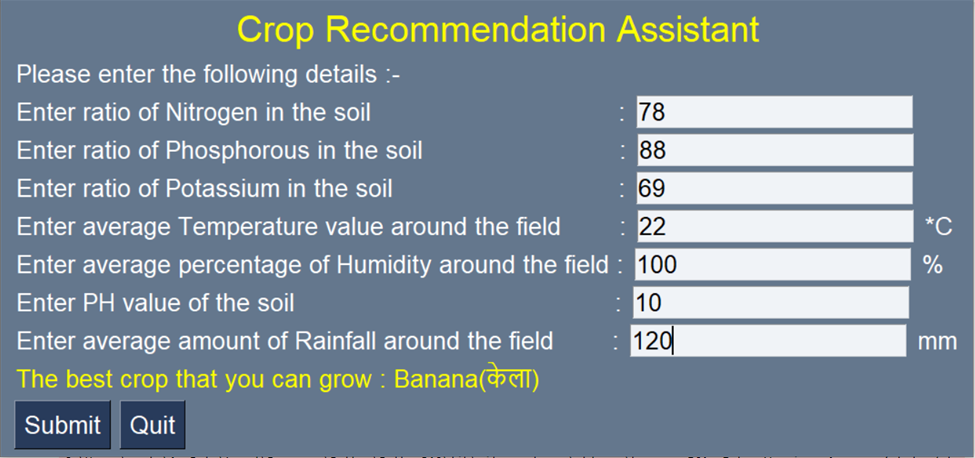 Crop Recommendation Assistant
Please enter the following details :-
Enter ratio of Nitrogen in the soil : 78
Enter ratio of Phosphorous in the soil : 88
Enter ratio of Potassium in the soil : 69
Enter average Temperature value around the field : 22 *C
Enter average percentage of Humidity around the field : 100 %
Enter PH value of the soil : 10
Enter average amount of Rainfall around the field : 120 mm
The best crop that you can grow : Banana(केला)
Submit Quit